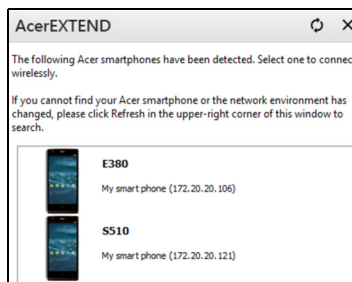 AcerEXTEND
The following Acer smartphones have been detected. Select one to connec
wirelessly.
If you cannot find your Acer smartphone or the network environment has
changed, please click Refresh in the upper-right corner of this window to
search.
E380
My smart phone (172.20.20.106)
S510
My smart phone (172.20.20.121)